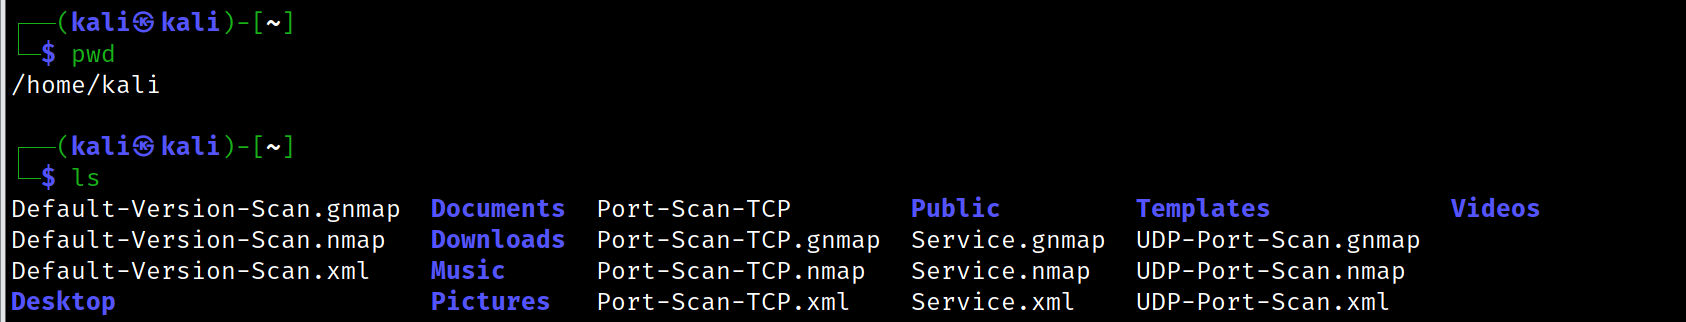 ┌──(kali㉿kali)-[~]
└─$ pwd
/home/kali
┌──(kali㉿kali)-[~]
└─$ ls
Default-Version-Scan.gnmap  Documents  Port-Scan-TCP        Public         Templates            Videos
Default-Version-Scan.nmap   Downloads  Port-Scan-TCP.gnmap  Service.gnmap  UDP-Port-Scan.gnmap
Default-Version-Scan.xml    Music      Port-Scan-TCP.nmap   Service.nmap   UDP-Port-Scan.nmap
Desktop                     Pictures   Port-Scan-TCP.xml    Service.xml    UDP-Port-Scan.xml